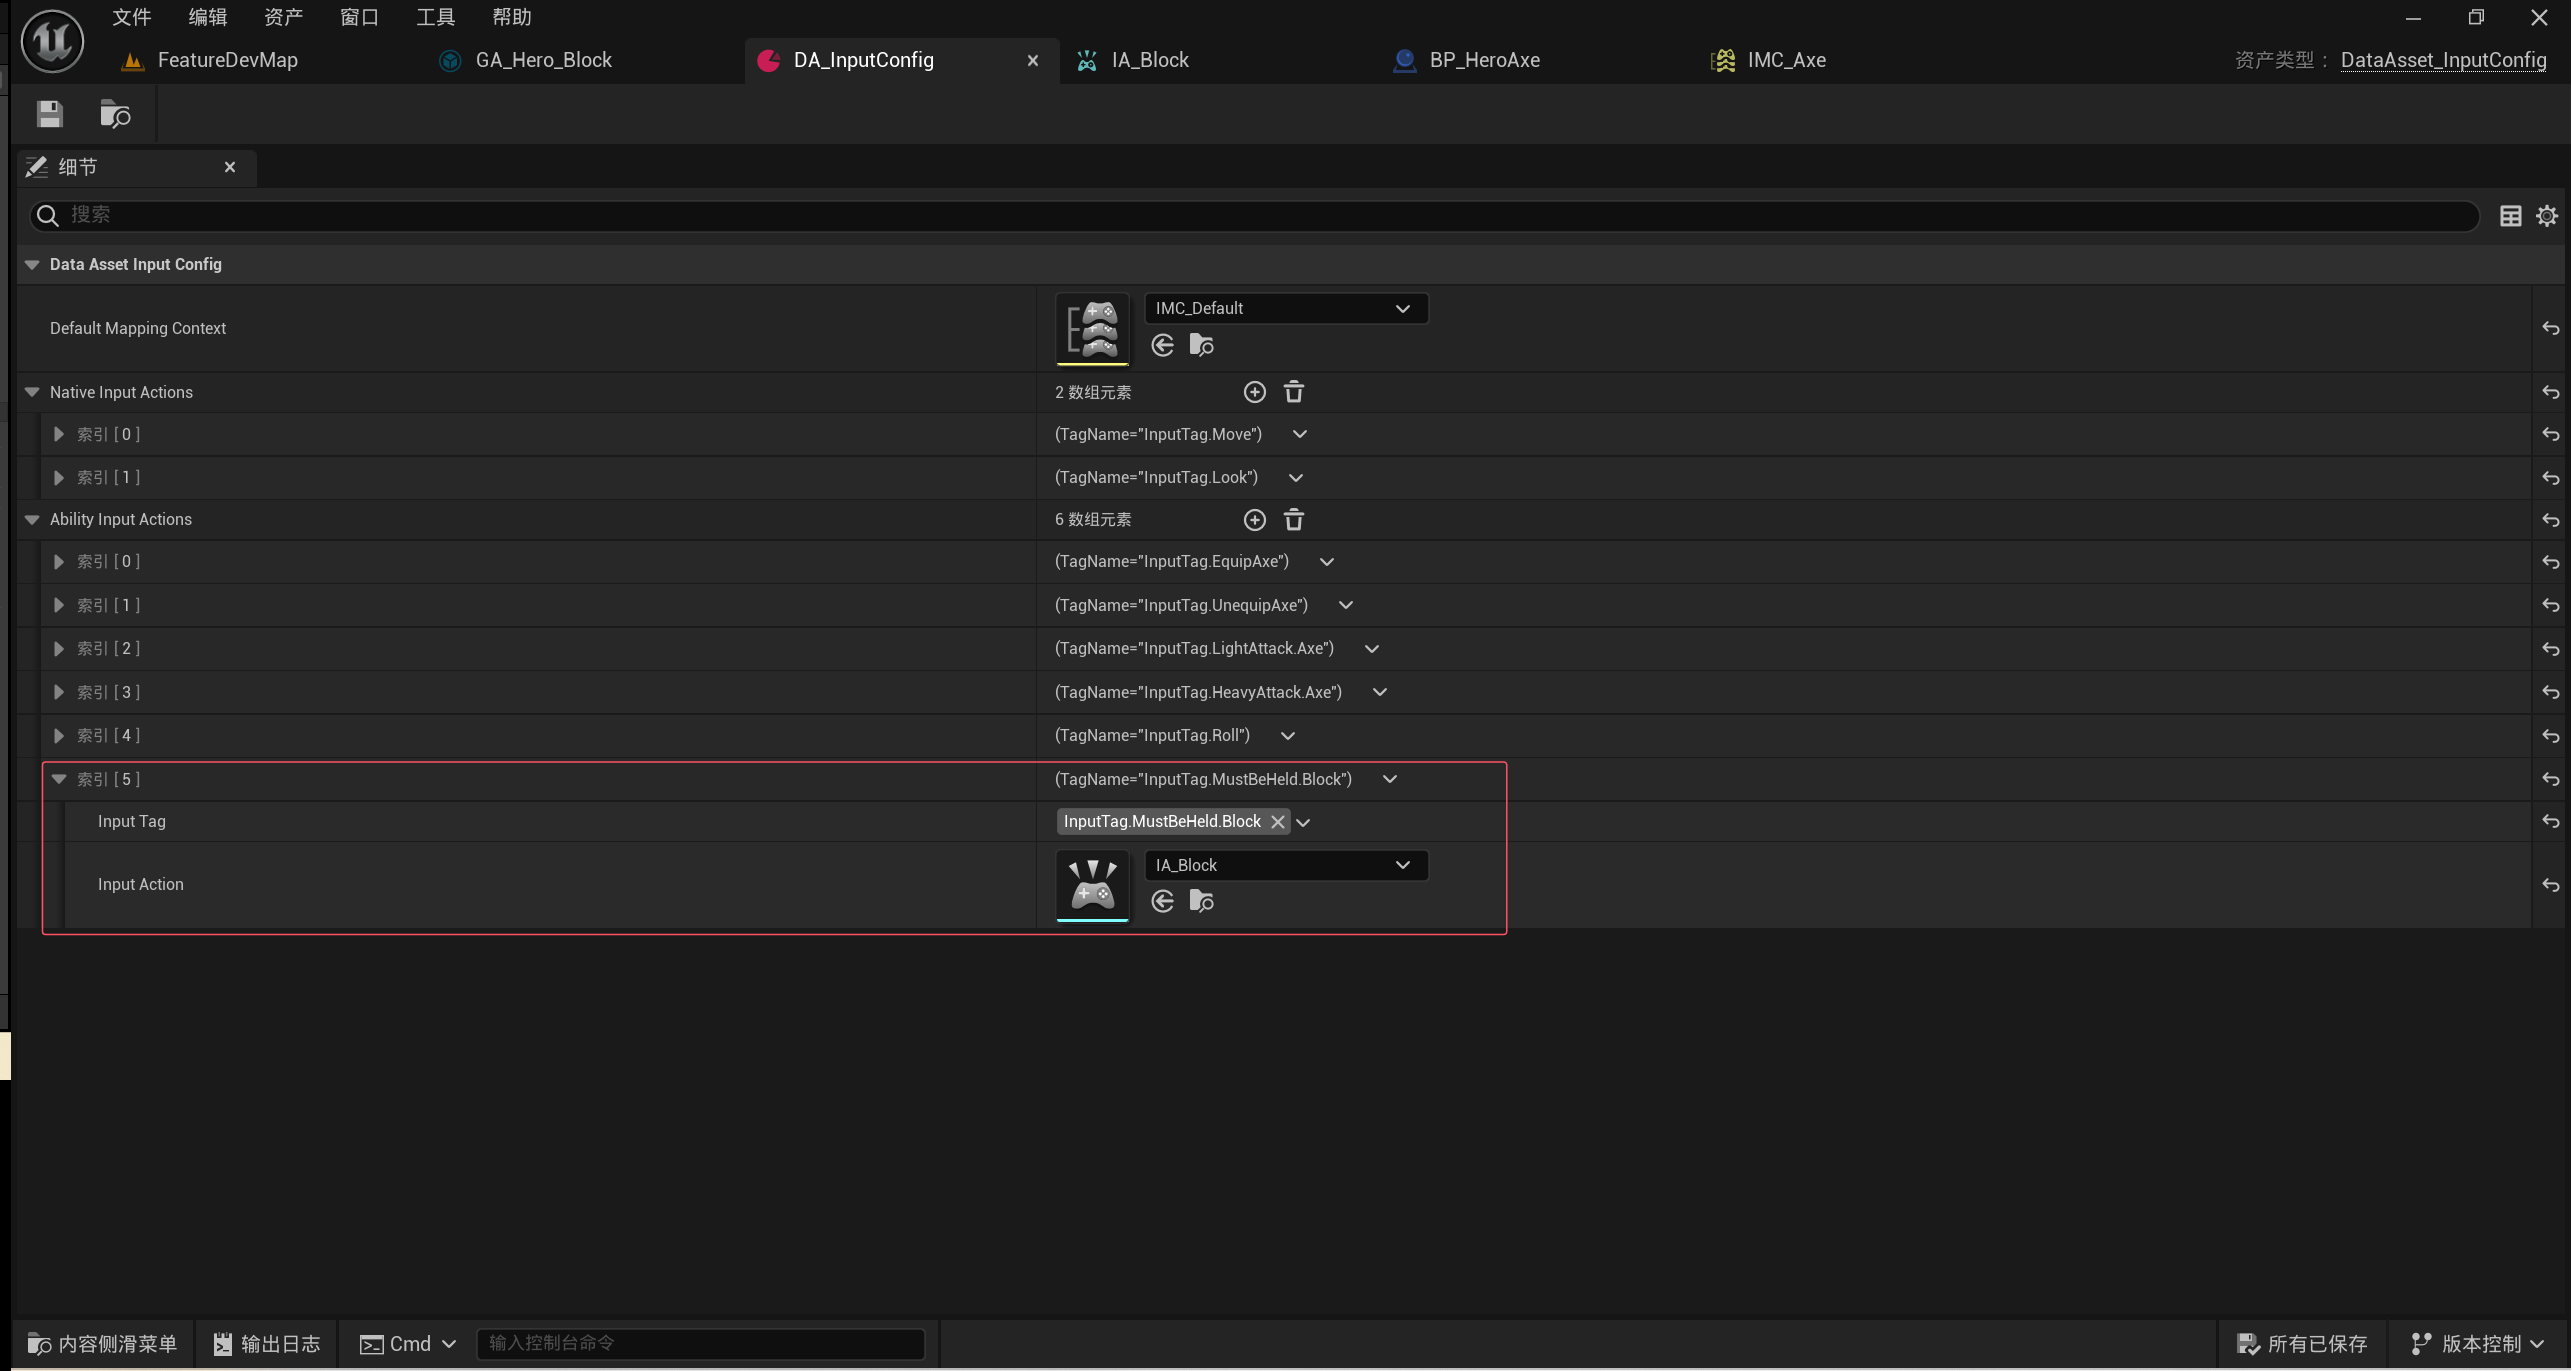 文件 编辑 资产 窗口 工具 帮助
FeatureDevMap GA_Hero_Block DA_InputConfig IA_Block BP_HeroAxe IMC_Axe 资产类型： DataAsset_InputConfig
细节
搜索
Data Asset Input Config
Default Mapping Context IMC_Default
Native Input Actions 2 数组元素
索引 [ 0 ] (TagName="InputTag.Move")
索引 [ 1 ] (TagName="InputTag.Look")
Ability Input Actions 6 数组元素
索引 [ 0 ] (TagName="InputTag.EquipAxe")
索引 [ 1 ] (TagName="InputTag.UnequipAxe")
索引 [ 2 ] (TagName="InputTag.LightAttack.Axe")
索引 [ 3 ] (TagName="InputTag.HeavyAttack.Axe")
索引 [ 4 ] (TagName="InputTag.Roll")
索引 [ 5 ] (TagName="InputTag.MustBeHeld.Block")
Input Tag InputTag.MustBeHeld.Block
Input Action IA_Block
内容侧滑菜单 输出日志 Cmd 输入控制台命令 所有已保存 版本控制